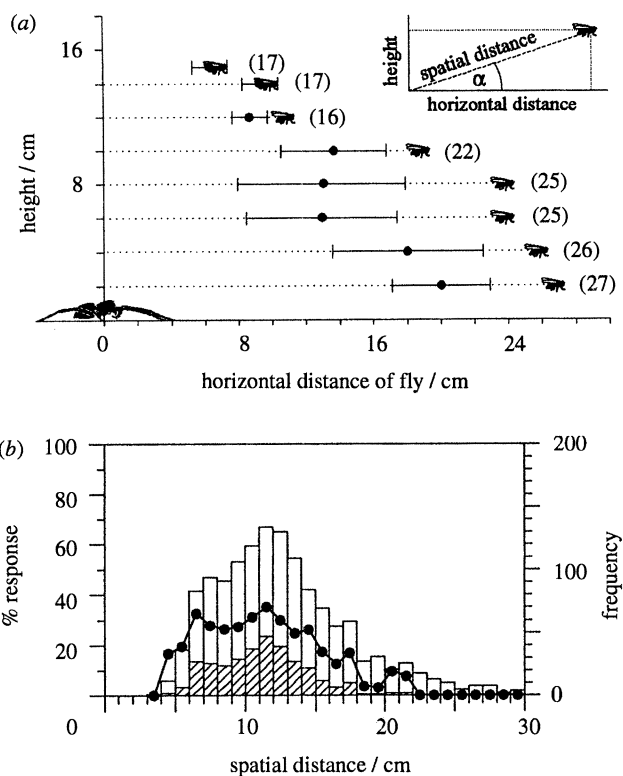 (a)
16
8
height / cm
(17)
(17)
(16)
(22)
(25)
(25)
(26)
(27)
height
spatial distance
α
horizontal distance
0 8 16 24
horizontal distance of fly / cm
(b)
100
80
60
40
20
0
% response
200
100
0
frequency
10 20 30
spatial distance / cm